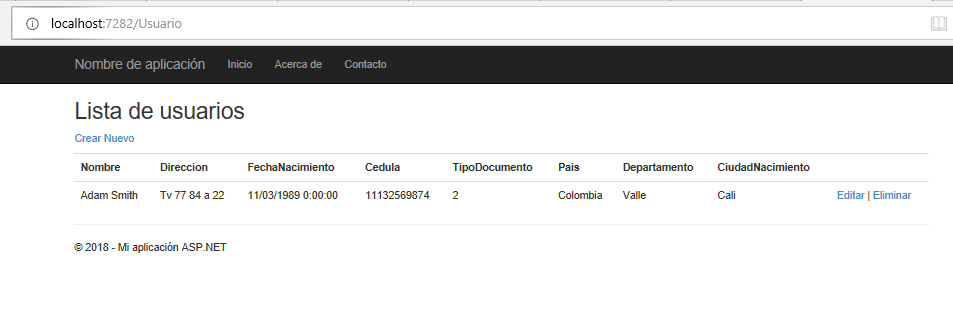 localhost:7282/Usuario
Nombre de aplicación Inicio Acerca de Contacto
Lista de usuarios
Crear Nuevo
Nombre Direccion FechaNacimiento Cedula TipoDocumento Pais Departamento CiudadNacimiento
Adam Smith Tv 77 84 a 22 11/03/1989 0:00:00 11132569874 2 Colombia Valle Cali Editar | Eliminar
© 2018 - Mi aplicación ASP.NET